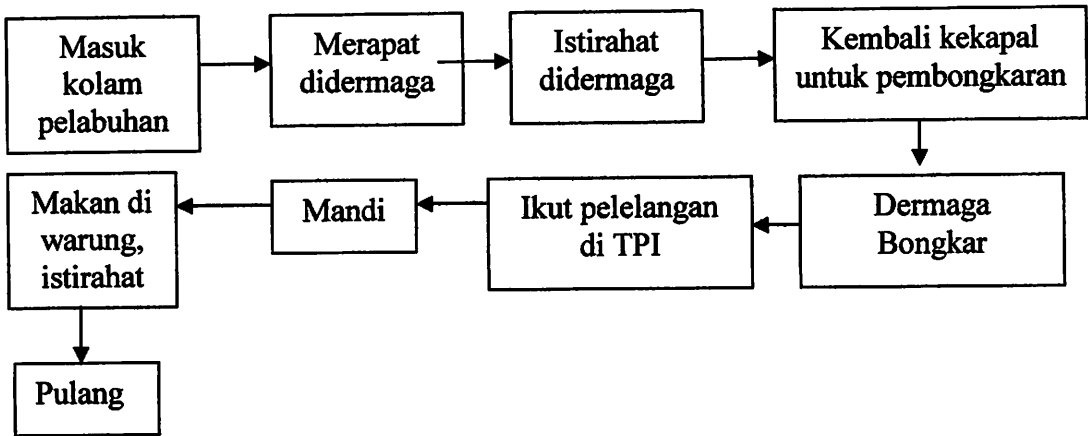 Masuk
kolam
pelabuhan
Merapat
didermaga
Istirahat
didermaga
Kembali kekapal
untuk pembongkaran
Dermaga
Bongkar
Ikut pelelangan
di TPI
Mandi
Makan di
warung,
istirahat
Pulang